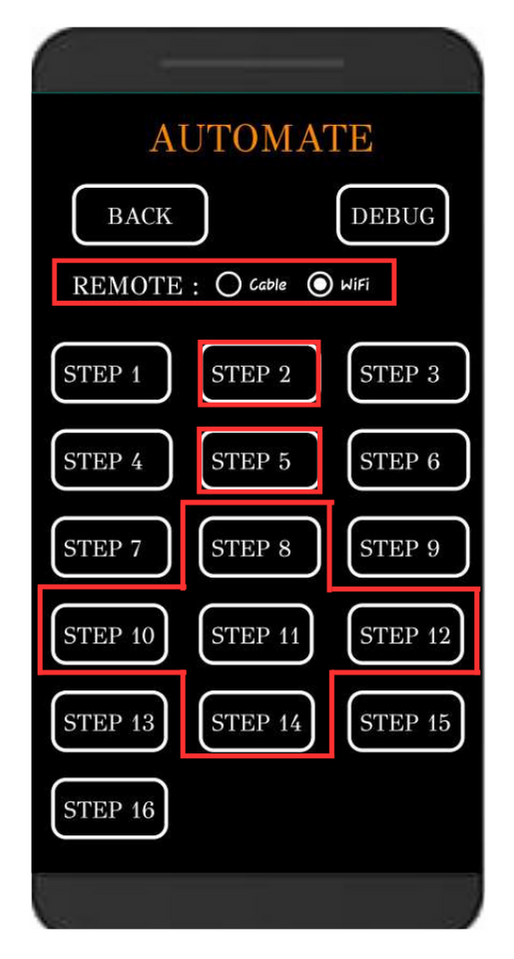 AUTOMATE
BACK DEBUG
REMOTE : Cable WiFi
STEP 1 STEP 2 STEP 3
STEP 4 STEP 5 STEP 6
STEP 7 STEP 8 STEP 9
STEP 10 STEP 11 STEP 12
STEP 13 STEP 14 STEP 15
STEP 16